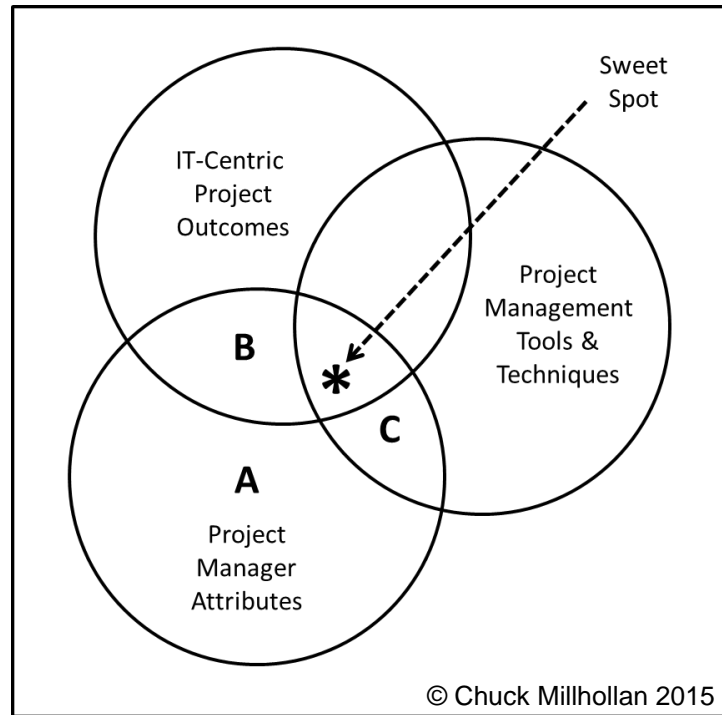 Sweet
Spot
IT-Centric
Project
Outcomes
Project
Management
Tools &
Techniques
B
*
C
A
Project
Manager
Attributes
© Chuck Millhollan 2015